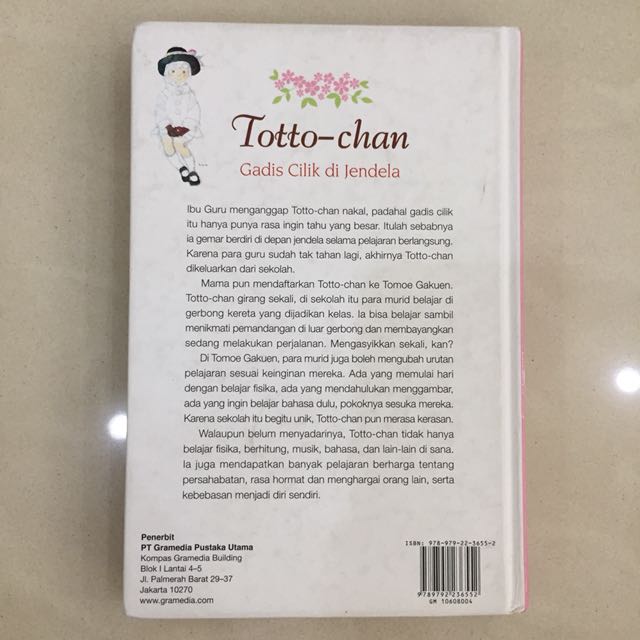 Totto-chan
Gadis Cilik di Jendela
Ibu Guru menganggap Totto-chan nakal, padahal gadis cilik
itu hanya punya rasa ingin tahu yang besar. Itulah sebabnya
ia gemar berdiri di depan jendela selama pelajaran berlangsung.
Karena para guru sudah tak tahan lagi, akhirnya Totto-chan
dikeluarkan dari sekolah.
Mama pun mendaftarkan Totto-chan ke Tomoe Gakuen.
Totto-chan girang sekali, di sekolah itu para murid belajar di
gerbong kereta yang dijadikan kelas. Ia bisa belajar sambil
menikmati pemandangan di luar gerbong dan membayangkan
sedang melakukan perjalanan. Mengasyikkan sekali, kan?
Di Tomoe Gakuen, para murid juga boleh mengubah urutan
pelajaran sesuai keinginan mereka. Ada yang memulai hari
dengan belajar fisika, ada yang mendahulukan menggambar,
ada yang ingin belajar bahasa dulu, pokoknya sesuka mereka.
Karena sekolah itu begitu unik, Totto-chan pun merasa kerasan.
Walaupun belum menyadarinya, Totto-chan tidak hanya
belajar fisika, berhitung, musik, bahasa, dan lain-lain di sana.
Ia juga mendapatkan banyak pelajaran berharga tentang
persahabatan, rasa hormat dan menghargai orang lain, serta
kebebasan menjadi diri sendiri.
Penerbit
PT Gramedia Pustaka Utama
Kompas Gramedia Building
Blok I Lantai 4–5
Jl. Palmerah Barat 29–37
Jakarta 10270
www.gramedia.com
ISBN: 978-979-22-3655-2
9789792236552
GM 10608004